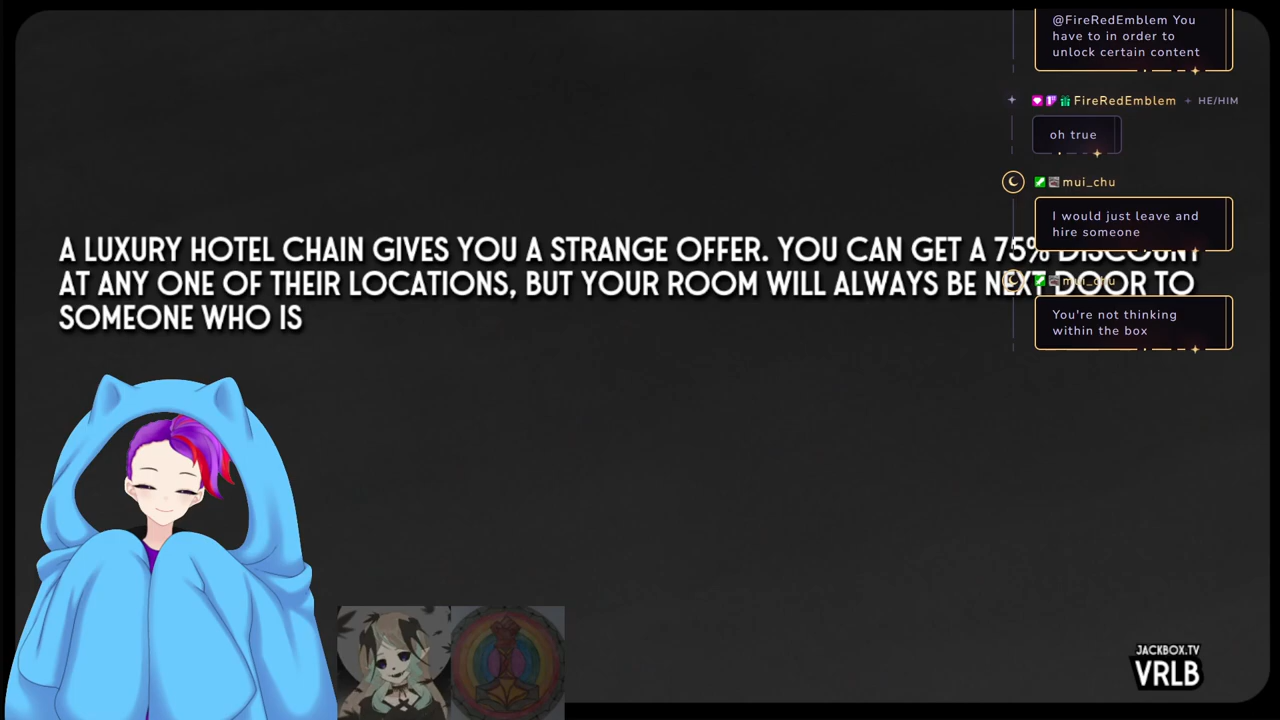 @FireRedEmblem You
have to in order to
unlock certain content
FireRedEmblem HE/HIM
oh true
mui_chu
I would just leave and
hire someone
A LUXURY HOTEL CHAIN GIVES YOU A STRANGE OFFER. YOU CAN GET A 75% DISCOUNT
AT ANY ONE OF THEIR LOCATIONS, BUT YOUR ROOM WILL ALWAYS BE NEXT DOOR TO
SOMEONE WHO IS
mui_chu
You're not thinking
within the box
JACKBOX.TV
VRLB